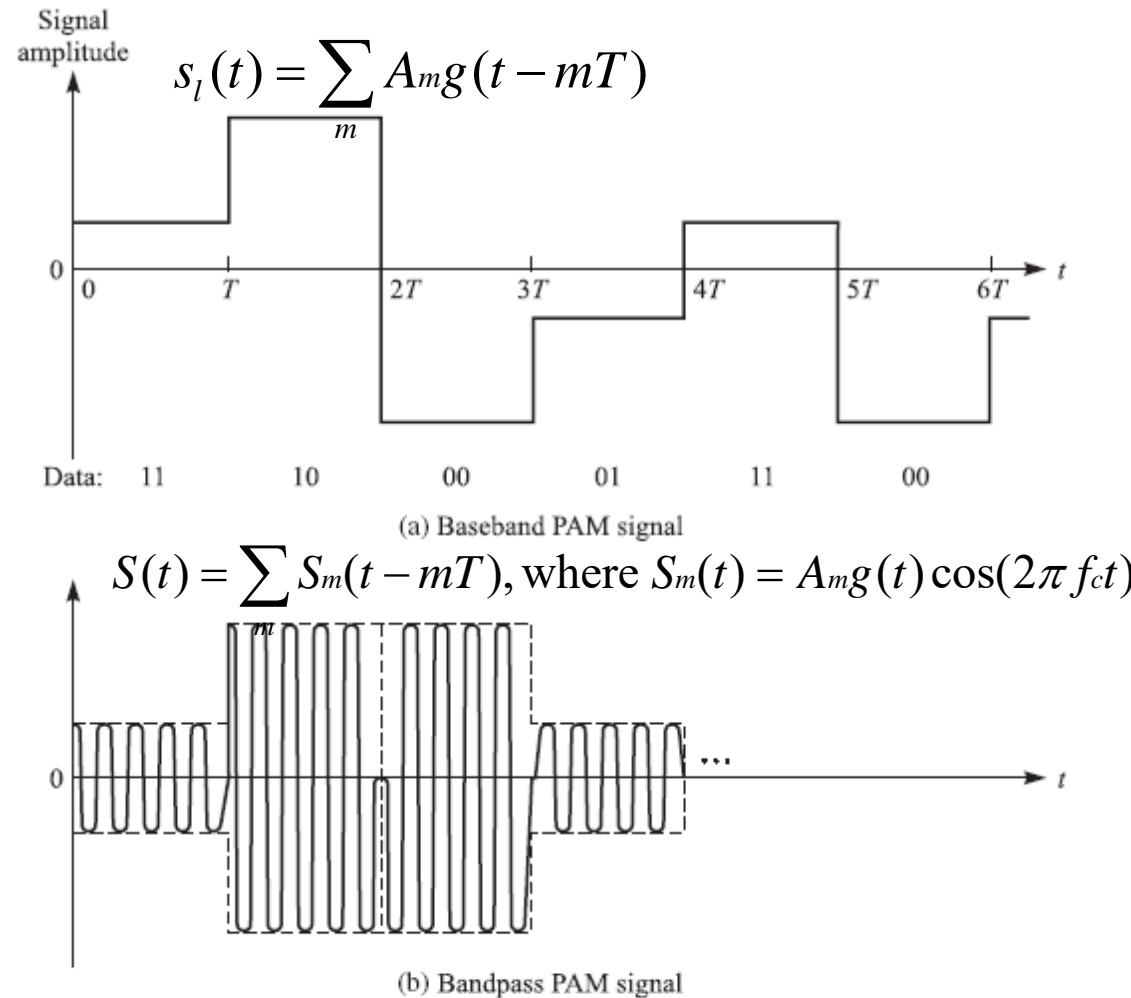 Signal
amplitude
s_l(t) = ∑_m A_m g(t − mT)
0
0 T 2T 3T 4T 5T 6T t
Data: 11 10 00 01 11 00
(a) Baseband PAM signal
S(t) = ∑_m S_m(t − mT), where S_m(t) = A_m g(t) cos(2π f_c t)
0 ... t
(b) Bandpass PAM signal